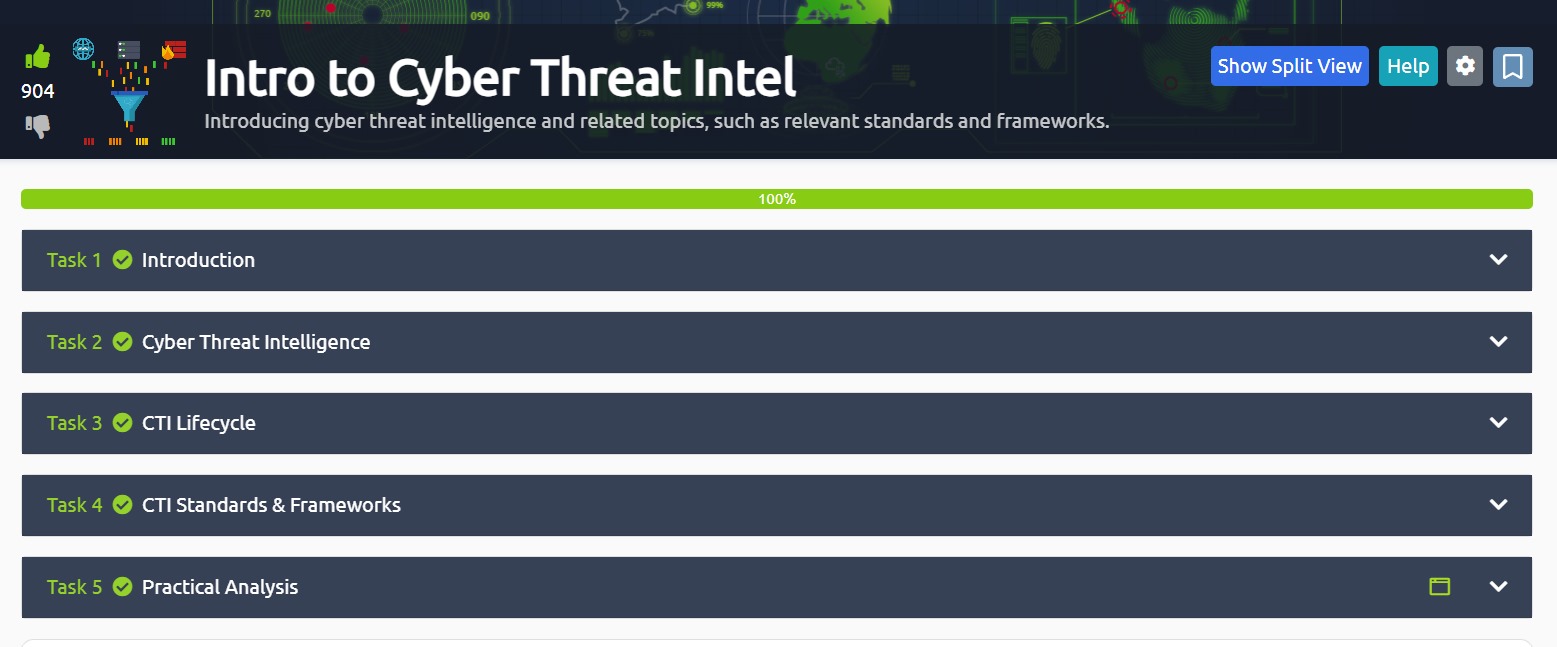 270
090
99%
75%
904
Intro to Cyber Threat Intel
Introducing cyber threat intelligence and related topics, such as relevant standards and frameworks.
Show Split View
Help
100%
Task 1 Introduction
Task 2 Cyber Threat Intelligence
Task 3 CTI Lifecycle
Task 4 CTI Standards & Frameworks
Task 5 Practical Analysis